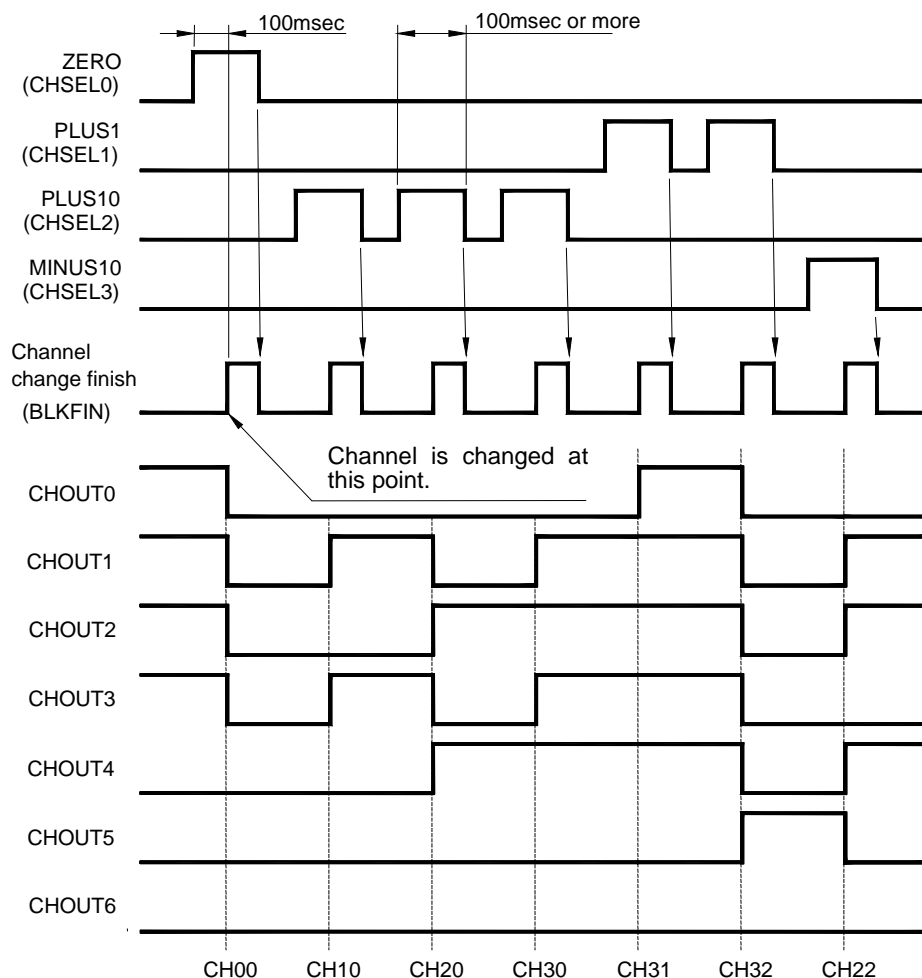 100msec
100msec or more
ZERO
(CHSEL0)
PLUS1
(CHSEL1)
PLUS10
(CHSEL2)
MINUS10
(CHSEL3)
Channel
change finish
(BLKFIN)
Channel is changed at
this point.
CHOUT0
CHOUT1
CHOUT2
CHOUT3
CHOUT4
CHOUT5
CHOUT6
CH00 CH10 CH20 CH30 CH31 CH32 CH22